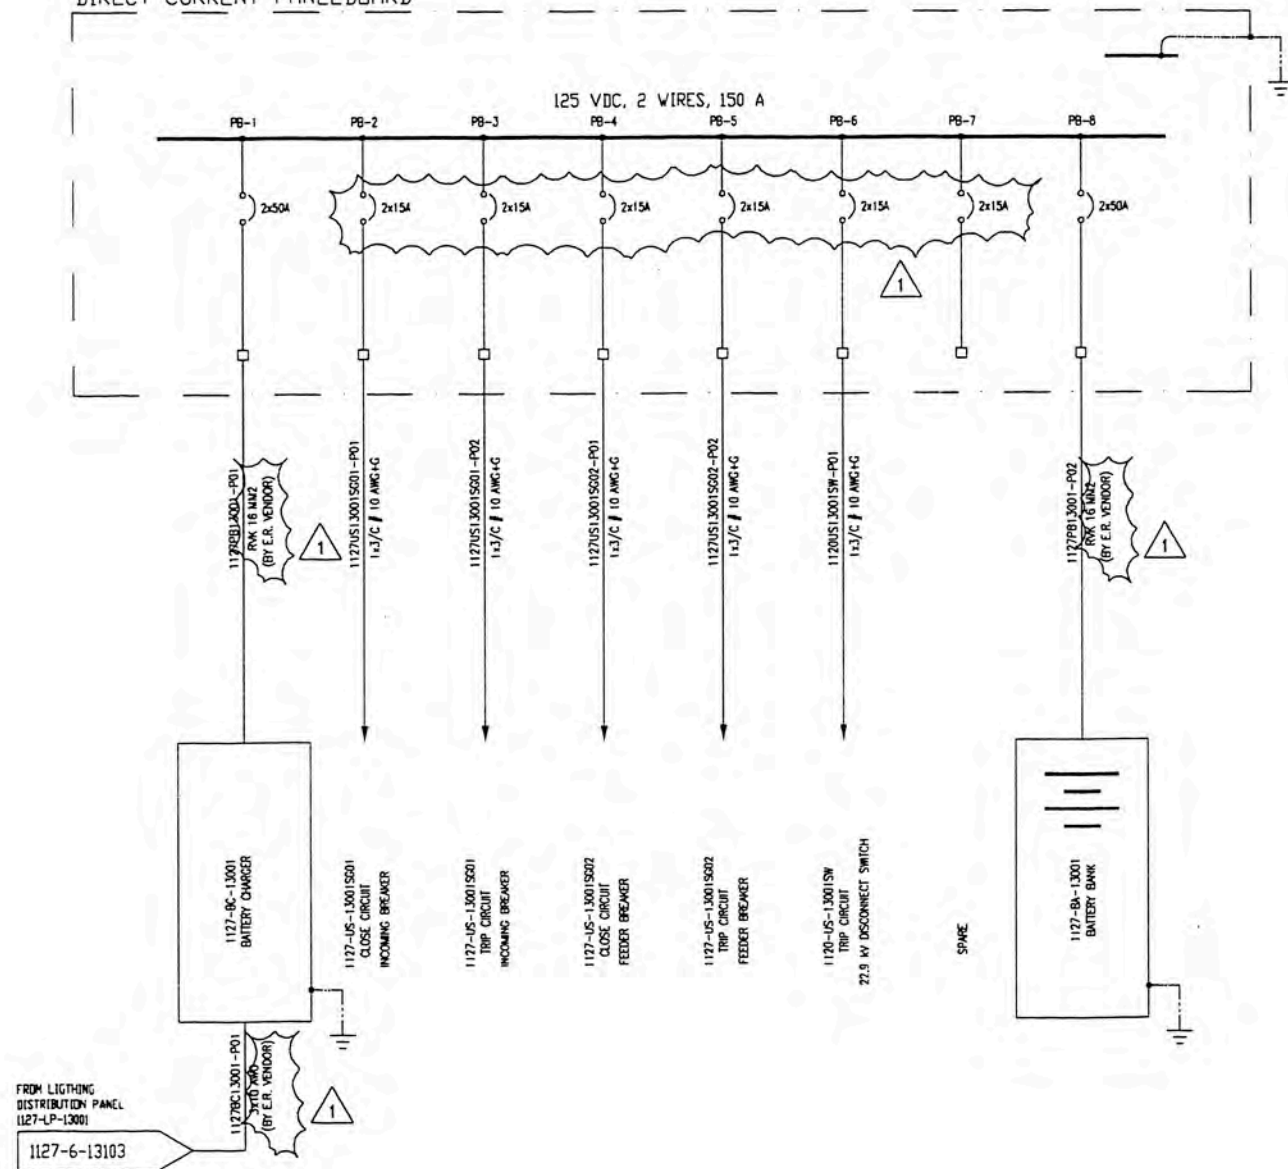 DIRECT CURRENT PANELBOARD
125 VDC, 2 WIRES, 150 A
PB-1
PB-2
PB-3
PB-4
PB-5
PB-6
PB-7
PB-8
2x50A
2x15A
2x15A
2x15A
2x15A
2x15A
2x15A
2x50A
1
1127PB13001-P01
RVK 16 MM2
(BY E.R. VENDOR)
1
1127US13001SG01-P01
1x3/C # 10 AWG+G
1127US13001SG01-P02
1x3/C # 10 AWG+G
1127US13001SG02-P01
1x3/C # 10 AWG+G
1127US13001SG02-P02
1x3/C # 10 AWG+G
1120US13001SW-P01
1x3/C # 10 AWG+G
1127PB13001-P02
RVK 16 MM2
(BY E.R. VENDOR)
1
1127-BC-13001
BATTERY CHARGER
1127-US-13001SG01
CLOSE CIRCUIT
INCOMING BREAKER
1127-US-13001SG01
TRIP CIRCUIT
INCOMING BREAKER
1127-US-13001SG02
CLOSE CIRCUIT
FEEDER BREAKER
1127-US-13001SG02
TRIP CIRCUIT
FEEDER BREAKER
1120-US-13001SW
TRIP CIRCUIT
22.9 kV DISCONNECT SWITCH
SPARE
1127-BA-13001
BATTERY BANK
1127BC13001-P01
3x10 AWG
(BY E.R. VENDOR)
1
FROM LIGTHING
DISTRIBUTION PANEL
1127-LP-13001
1127-6-13103